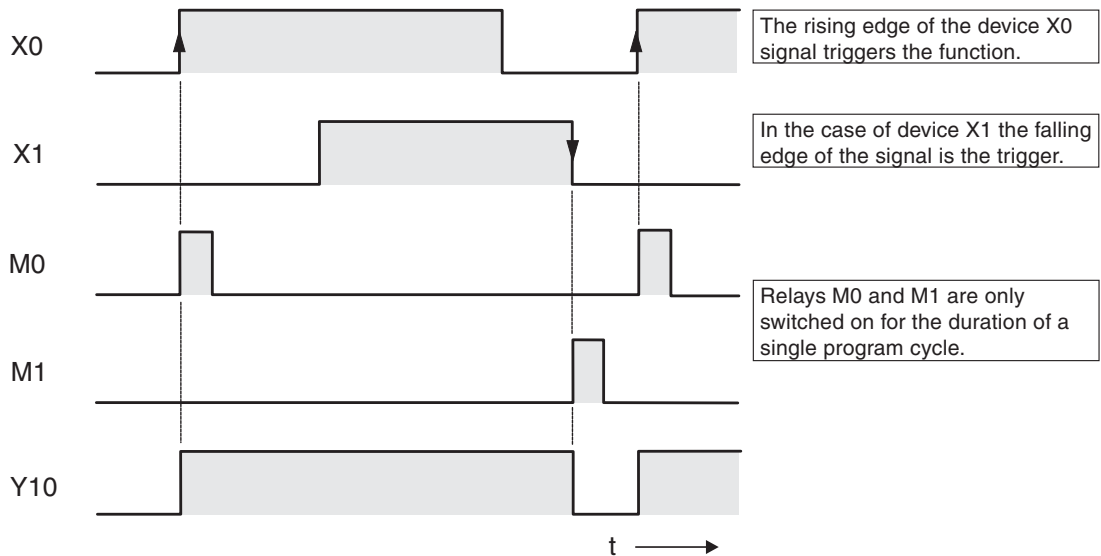 X0
The rising edge of the device X0
signal triggers the function.
X1
In the case of device X1 the falling
edge of the signal is the trigger.
M0
Relays M0 and M1 are only
switched on for the duration of a
single program cycle.
M1
Y10
t